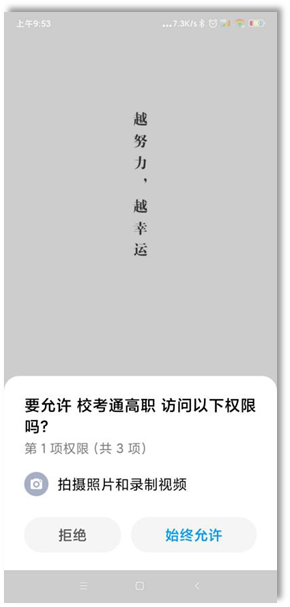 上午9:53
...7.3K/s
越努力，越幸运
要允许 校考通高职 访问以下权限
吗?
第 1 项权限 (共 3 项)
拍摄照片和录制视频
拒绝
始终允许